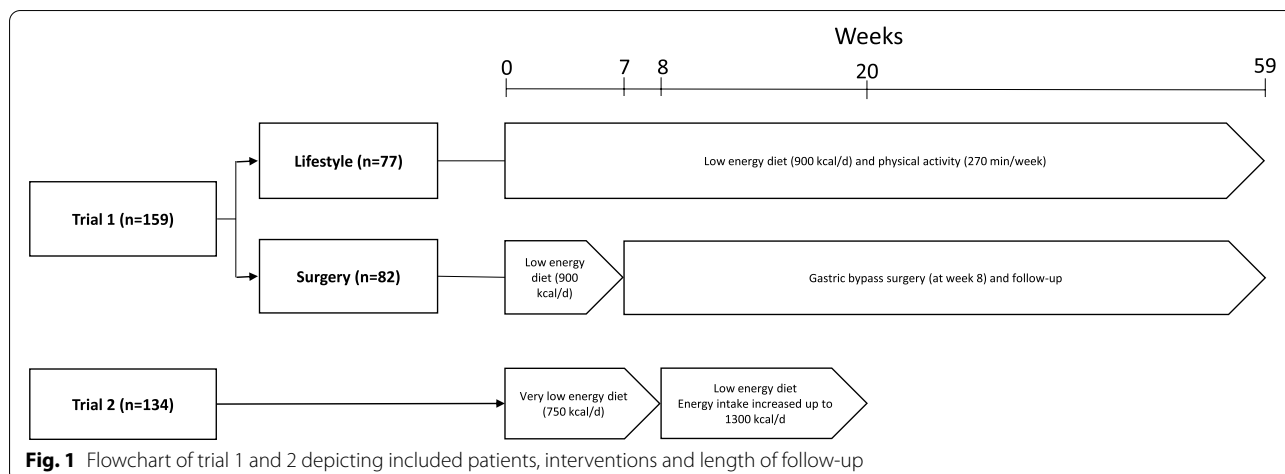 Weeks
0 7 8 20 59
Lifestyle (n=77)
Low energy diet (900 kcal/d) and physical activity (270 min/week)
Trial 1 (n=159)
Surgery (n=82)
Low energy
diet (900
kcal/d)
Gastric bypass surgery (at week 8) and follow-up
Trial 2 (n=134)
Very low energy diet
(750 kcal/d)
Low energy diet
Energy intake increased up to
1300 kcal/d
Fig. 1 Flowchart of trial 1 and 2 depicting included patients, interventions and length of follow-up